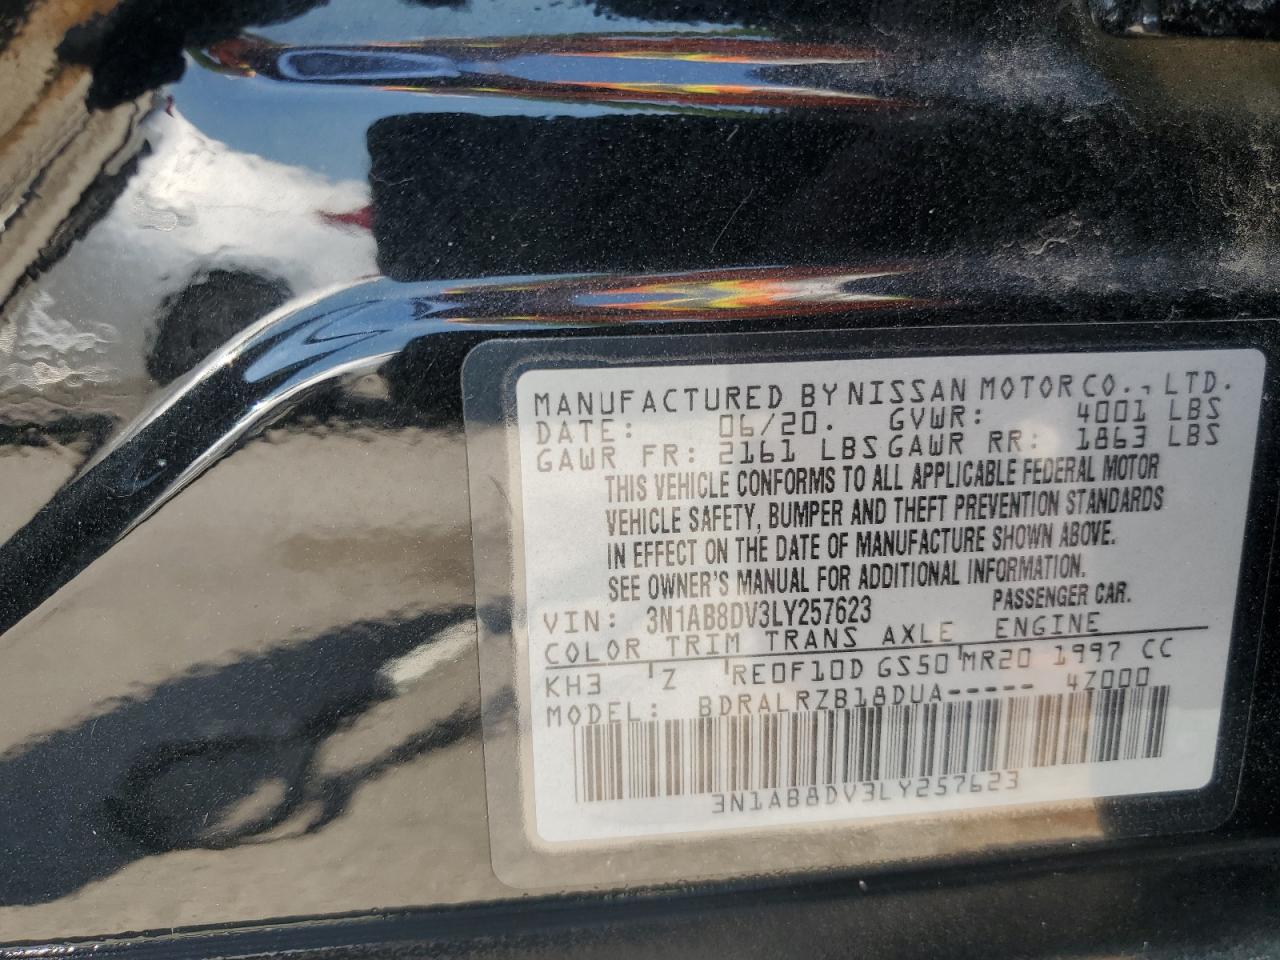 MANUFACTURED BY NISSAN MOTOR CO., LTD.
DATE: 06/20. GVWR: 4001 LBS
GAWR FR: 2161 LBS GAWR RR: 1863 LBS
THIS VEHICLE CONFORMS TO ALL APPLICABLE FEDERAL MOTOR
VEHICLE SAFETY, BUMPER AND THEFT PREVENTION STANDARDS
IN EFFECT ON THE DATE OF MANUFACTURE SHOWN ABOVE.
SEE OWNER'S MANUAL FOR ADDITIONAL INFORMATION.
VIN: 3N1AB8DV3LY257623 PASSENGER CAR.
COLOR TRIM TRANS AXLE ENGINE
KH3 Z RE0F10D GS50 MR20 1997 CC
MODEL: BDRALRZB18DUA----- 4Z000
3N1AB8DV3LY257623